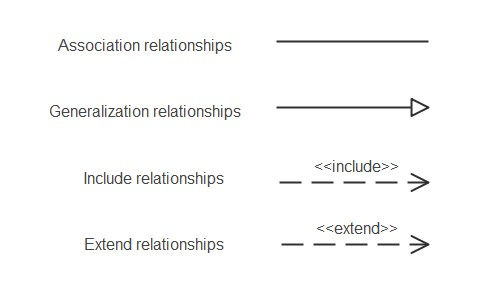 Association relationships
Generalization relationships
Include relationships
<<include>>
Extend relationships
<<extend>>